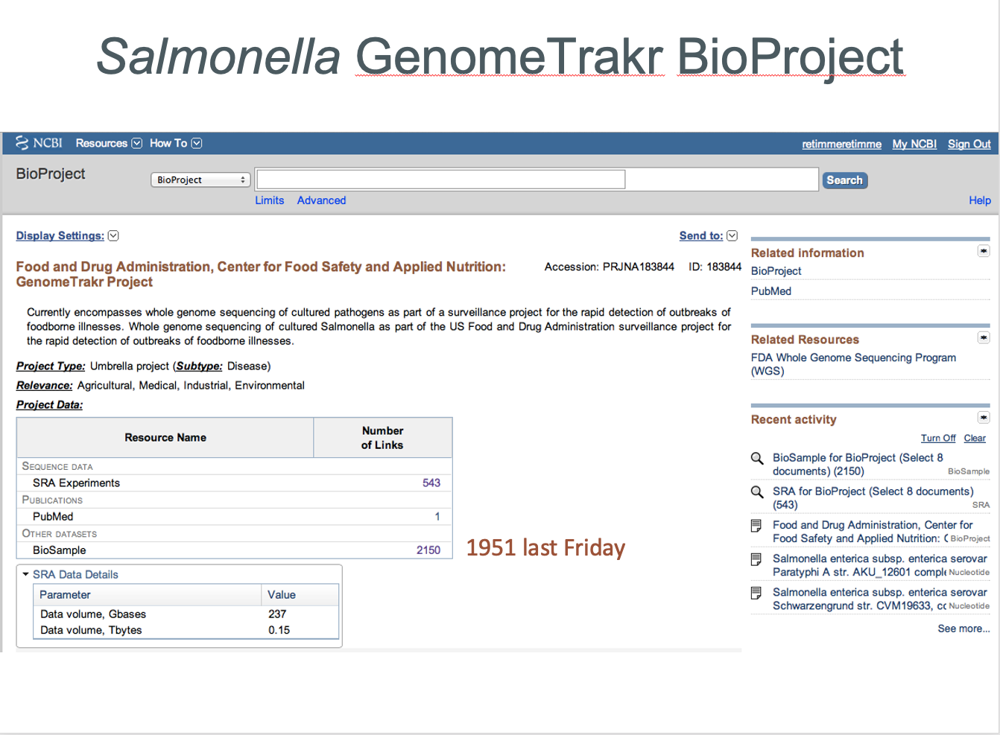 Salmonella GenomeTrakr BioProject
NCBI Resources How To retimmeretimme My NCBI Sign Out
BioProject BioProject Search
Limits Advanced Help
Display Settings: Send to:
Food and Drug Administration, Center for Food Safety and Applied Nutrition: Accession: PRJNA183844 ID: 183844
GenomeTrakr Project
Currently encompasses whole genome sequencing of cultured pathogens as part of a surveillance project for the rapid detection of outbreaks of
foodborne illnesses. Whole genome sequencing of cultured Salmonella as part of the US Food and Drug Administration surveillance project for
the rapid detection of outbreaks of foodborne illnesses.
Project Type: Umbrella project (Subtype: Disease)
Relevance: Agricultural, Medical, Industrial, Environmental
Project Data:
Resource Name Number
of Links
SEQUENCE DATA
SRA Experiments 543
PUBLICATIONS
PubMed 1
OTHER DATASETS
BioSample 2150
1951 last Friday
SRA Data Details
Parameter Value
Data volume, Gbases 237
Data volume, Tbytes 0.15
Related information
BioProject
PubMed
Related Resources
FDA Whole Genome Sequencing Program
(WGS)
Recent activity
Turn Off Clear
BioSample for BioProject (Select 8
documents) (2150) BioSample
SRA for BioProject (Select 8 documents)
(543) SRA
Food and Drug Administration, Center for
Food Safety and Applied Nutrition: BioProject
Salmonella enterica subsp. enterica serovar
Paratyphi A str. AKU_12601 comple Nucleotide
Salmonella enterica subsp. enterica serovar
Schwarzengrund str. CVM19633, cc Nucleotide
See more...